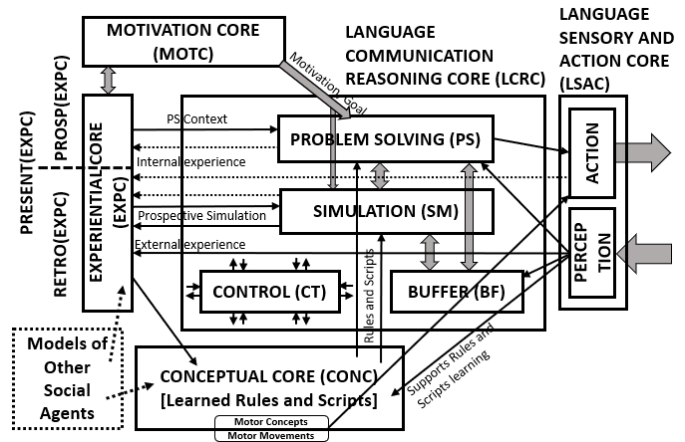 MOTIVATION CORE
(MOTC)
LANGUAGE
COMMUNICATION
REASONING CORE (LCRC)
LANGUAGE
SENSORY AND
ACTION CORE
(LSAC)
Motivation, Goal
PRESENT(EXPC)
PROSP(EXPC)
RETRO(EXPC)
EXPERIENTIAL CORE
(EXPC)
PS Context
PROBLEM SOLVING (PS)
Internal experience
SIMULATION (SM)
Prospective Simulation
External experience
ACTION
PERCEP
TION
CONTROL (CT)
Rules and Scripts
BUFFER (BF)
Models of
Other
Social
Agents
CONCEPTUAL CORE (CONC)
[Learned Rules and Scripts]
Supports Rules and
Scripts learning
Motor Concepts
Motor Movements